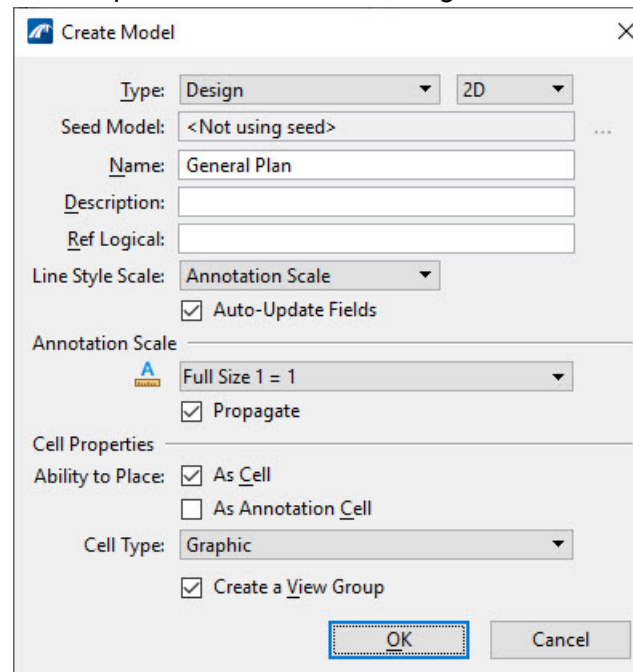 Create Model
Type: Design 2D
Seed Model: <Not using seed> ...
Name: General Plan
Description:
Ref Logical:
Line Style Scale: Annotation Scale
Auto-Update Fields
Annotation Scale
A Full Size 1 = 1
Propagate
Cell Properties
Ability to Place: As Cell
As Annotation Cell
Cell Type: Graphic
Create a View Group
OK Cancel